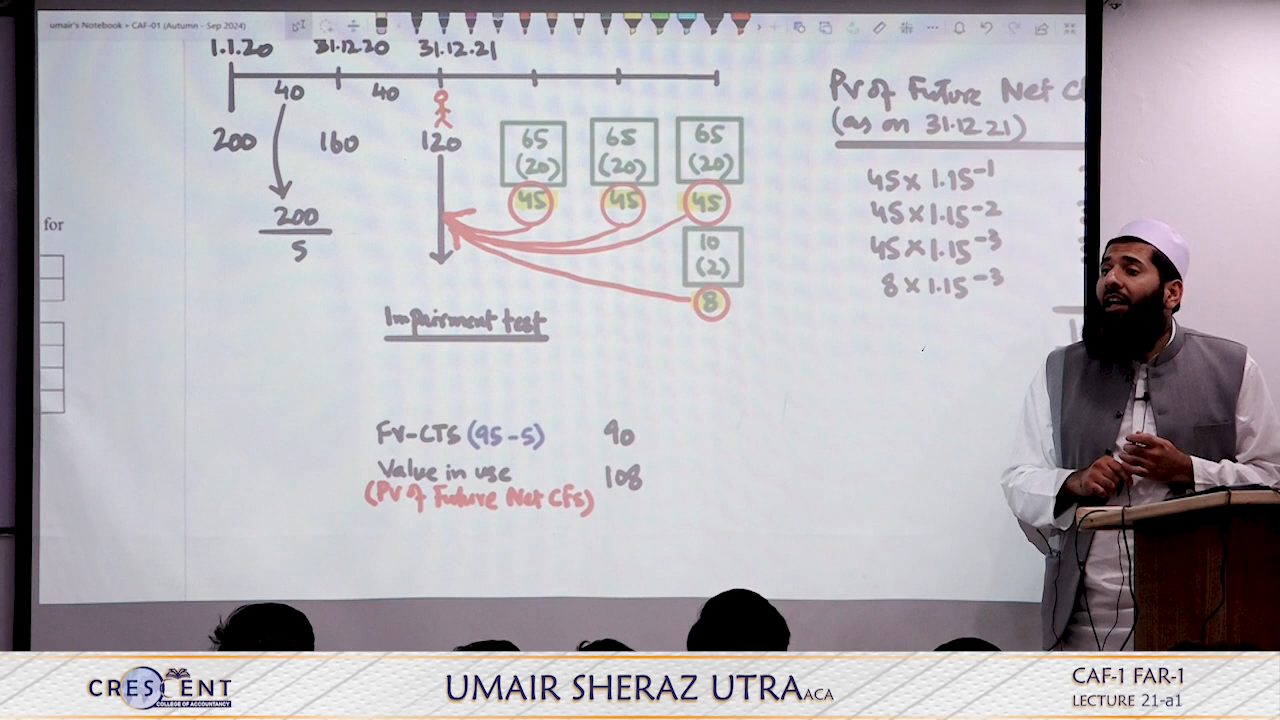 umair's Notebook • CAF-01 (Autumn - Sep 2024)
1.1.20 31.12.20 31.12.21
40 40
200 160 120
200
5
65 65 65
(20) (20) (20)
45 45 45
10
(2)
8
Impairment test
FV-CTS (95-5) 90
Value in use 108
(PV of Future Net CFs)
PV of Future Net
(as on 31.12.21)
45 x 1.15-1
45 x 1.15-2
45 x 1.15-3
8 x 1.15-3
for
CRESCENT
COLLEGE OF ACCOUNTANCY
UMAIR SHERAZ UTRA ACA
CAF-1 FAR-1
LECTURE 21-a1